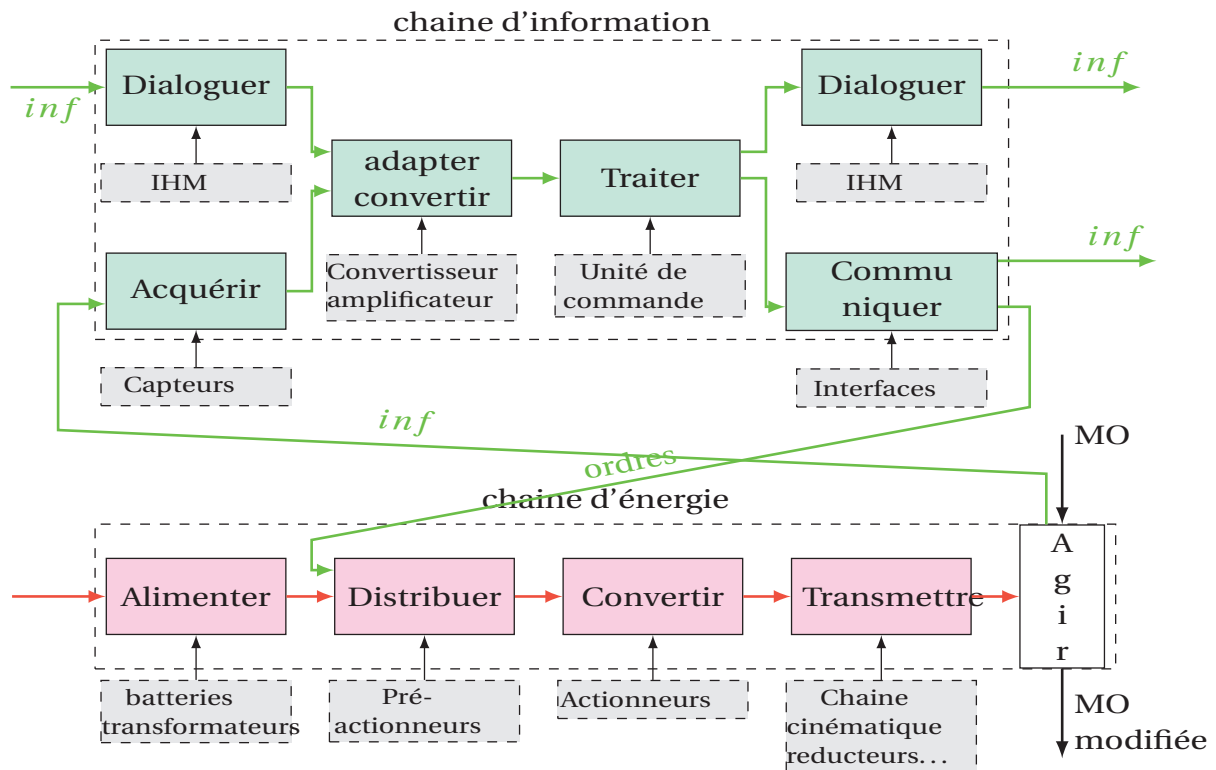 chaine d'information
Dialouger
inf
IHM
Acquérir
Capteurs
adapter
convertir
Convertisseur
amplificateur
Traiter
Unité de
commande
Dialoguer
inf
IHM
Commu
niquer
inf
Interfaces
inf
ordres
MO
chaine d'énergie
Alimenter
batteries
transformateurs
Distribuer
Pré-
actionneurs
Convertir
Actionneurs
Transmettre
Chaine
cinématique
reducteurs...
A
g
i
r
MO
modifiée